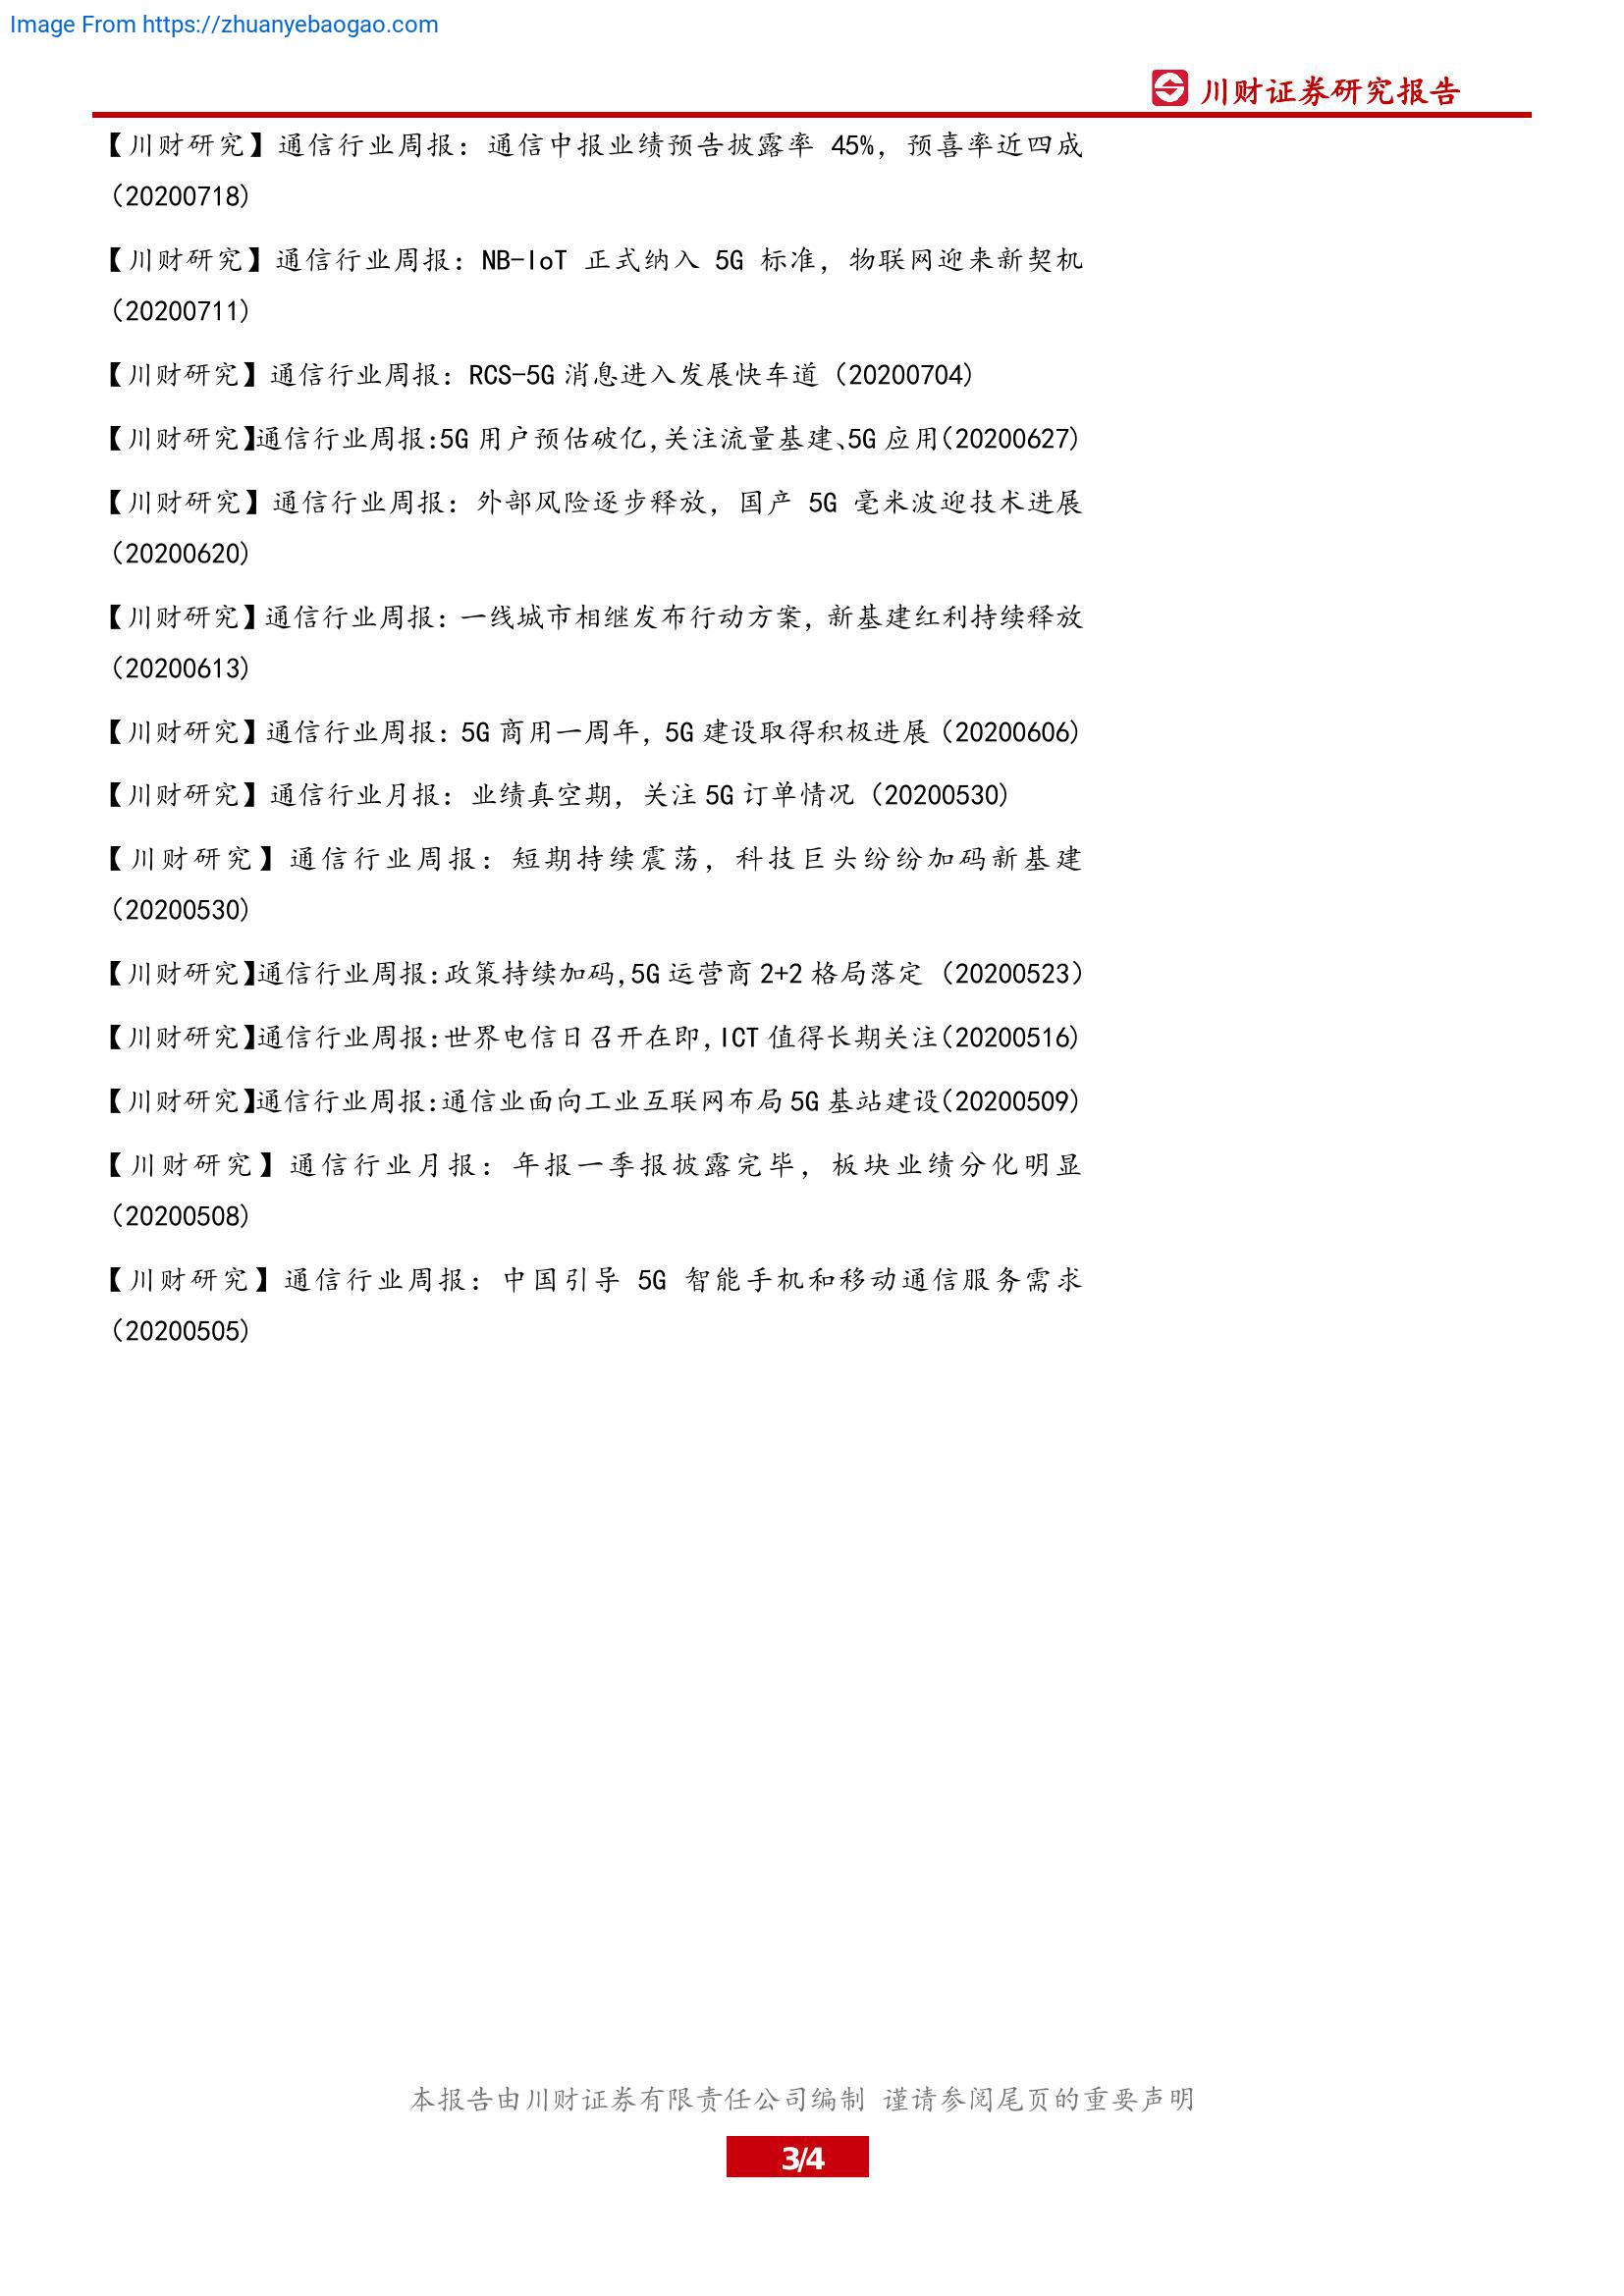 Image From https://zhuanyebaogao.com
川财证券研究报告
【川财研究】通信行业周报：通信中报业绩预告披露率 45%，预喜率近四成
（20200718）
【川财研究】通信行业周报：NB-IoT 正式纳入 5G 标准，物联网迎来新契机
（20200711）
【川财研究】通信行业周报：RCS-5G 消息进入发展快车道（20200704）
【川财研究】通信行业周报：5G 用户预估破亿，关注流量基建、5G 应用（20200627）
【川财研究】通信行业周报：外部风险逐步释放，国产 5G 毫米波迎技术进展
（20200620）
【川财研究】通信行业周报：一线城市相继发布行动方案，新基建红利持续释放
（20200613）
【川财研究】通信行业周报：5G 商用一周年，5G 建设取得积极进展（20200606）
【川财研究】通信行业月报：业绩真空期，关注 5G 订单情况（20200530）
【川财研究】通信行业周报：短期持续震荡，科技巨头纷纷加码新基建
（20200530）
【川财研究】通信行业周报：政策持续加码，5G 运营商 2+2 格局落定（20200523）
【川财研究】通信行业周报：世界电信日召开在即，ICT 值得长期关注（20200516）
【川财研究】通信行业周报：通信业面向工业互联网布局 5G 基站建设（20200509）
【川财研究】通信行业月报：年报一季报披露完毕，板块业绩分化明显
（20200508）
【川财研究】通信行业周报：中国引导 5G 智能手机和移动通信服务需求
（20200505）
本报告由川财证券有限责任公司编制 谨请参阅尾页的重要声明
3/4